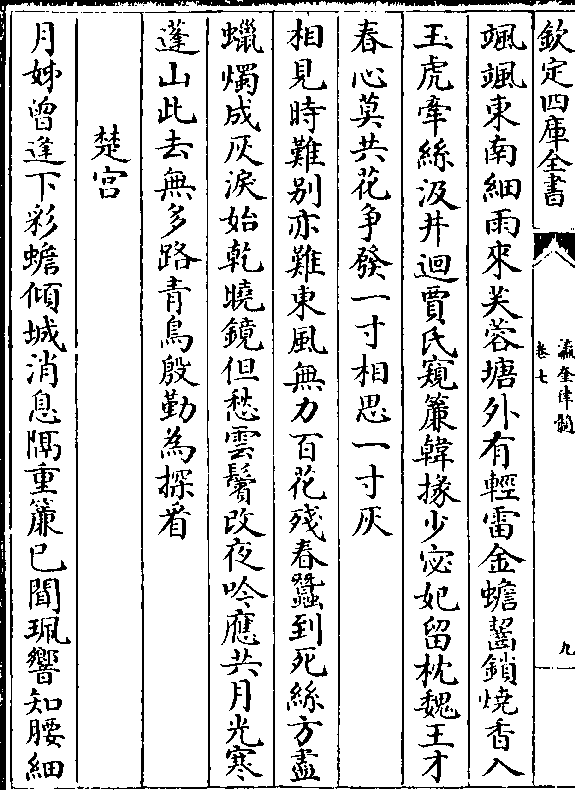 欽定四庫全書
瀛奎律髓
卷七
九
颯颯東南細雨來芙蓉塘外有輕雷金蟾齧鎖燒香入
玉虎牽絲汲井迴賈氏窺簾韓掾少宓妃留枕魏王才
春心莫共花争發一寸相思一寸灰
相見時難别亦難東風無力百花殘春蠶到死絲方盡
蠟燭成灰淚始乾曉鏡但愁雲鬢改夜吟應共月光寒
蓬山此去無多路青鳥殷勤為探看
楚宫
月姊曾逢下彩蟾傾城消息隔重簾已聞珮響知腰細